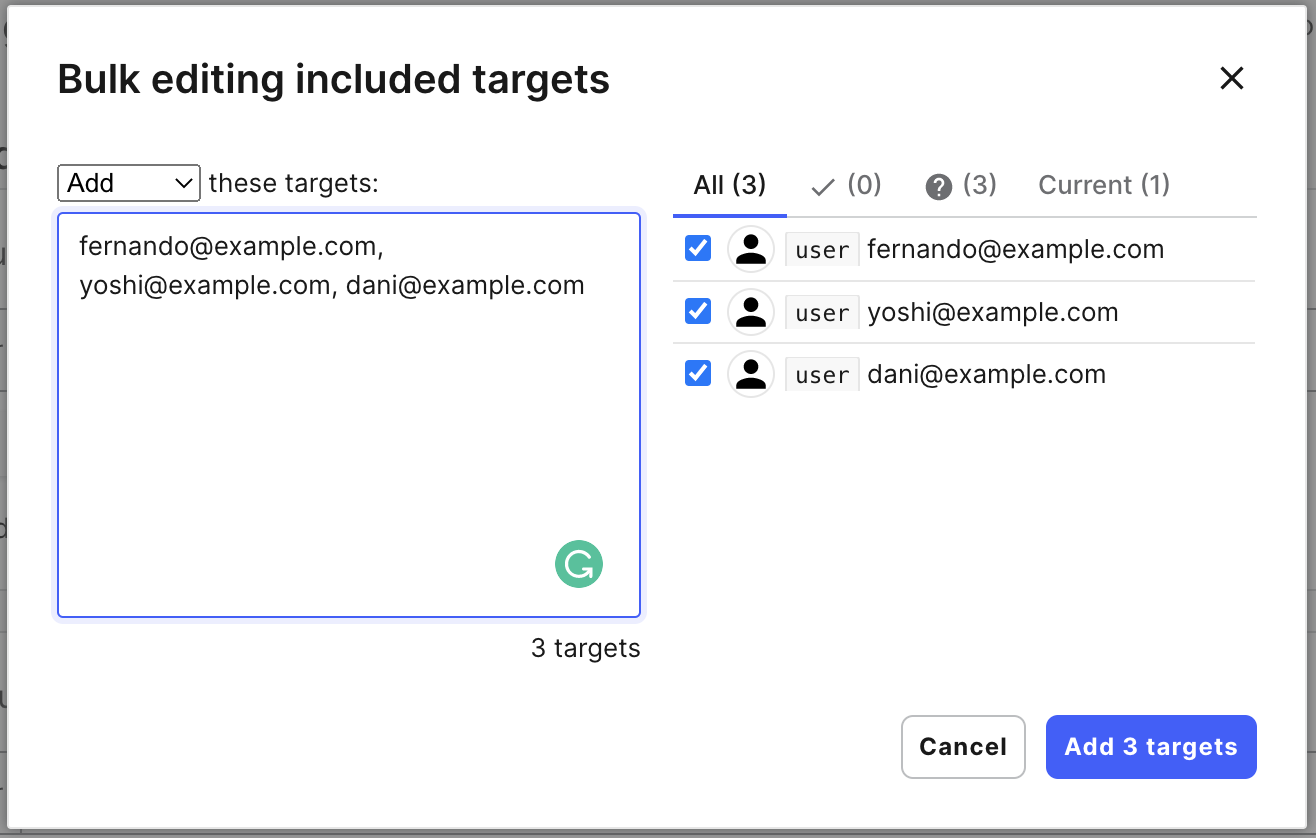 Bulk editing included targets
Add these targets:
fernando@example.com,
yoshi@example.com, dani@example.com
3 targets
All (3) (0) ? (3) Current (1)
user fernando@example.com
user yoshi@example.com
user dani@example.com
Cancel Add 3 targets